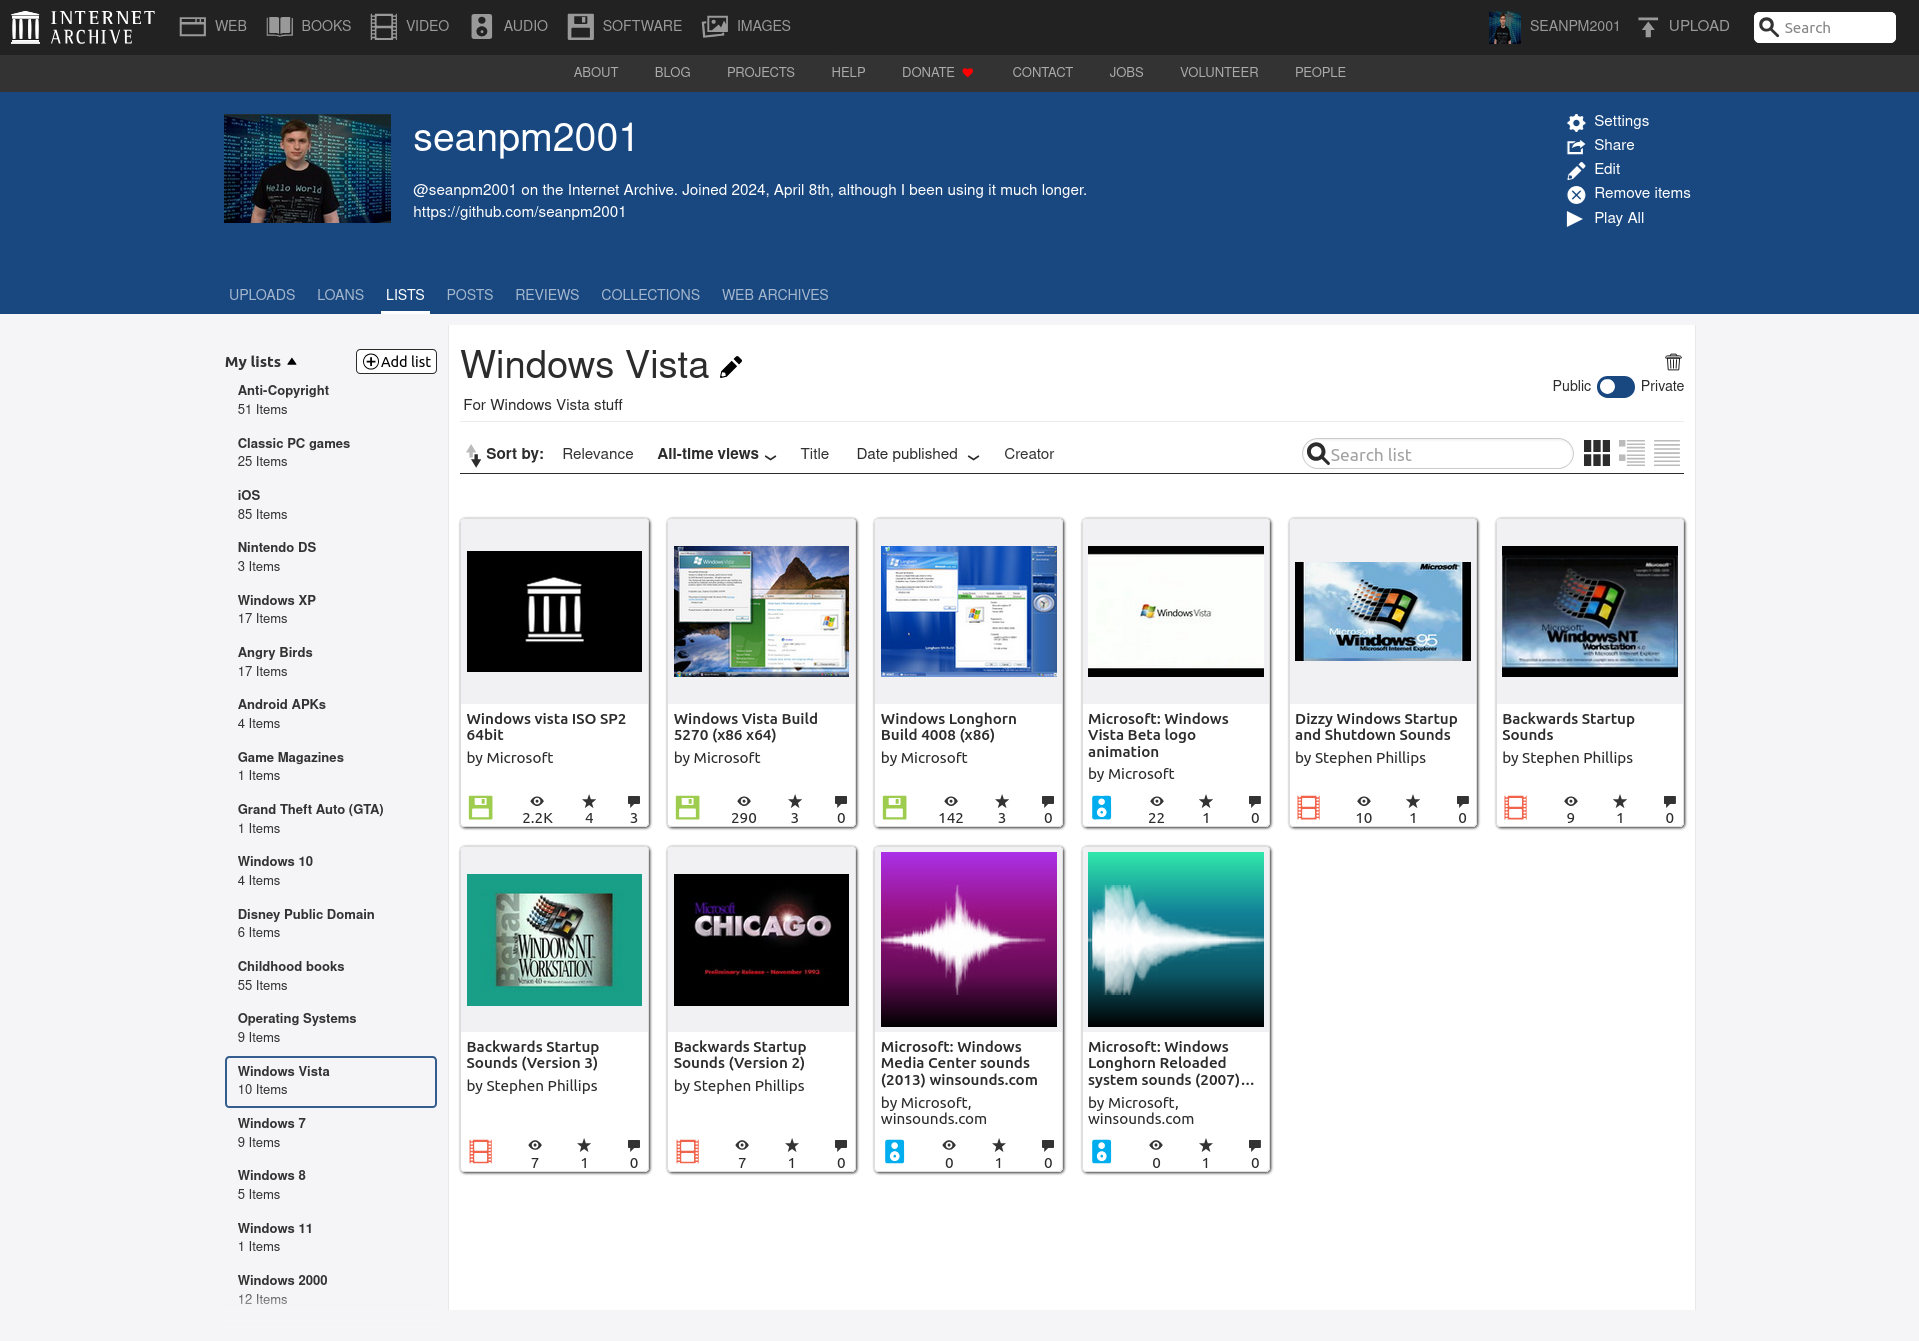 INTERNET
ARCHIVE
WEB
BOOKS
VIDEO
AUDIO
SOFTWARE
IMAGES
SEANPM2001
UPLOAD
Search
ABOUT
BLOG
PROJECTS
HELP
DONATE
CONTACT
JOBS
VOLUNTEER
PEOPLE
Hello World
seanpm2001
@seanpm2001 on the Internet Archive. Joined 2024, April 8th, although I been using it much longer.
https://github.com/seanpm2001
Settings
Share
Edit
Remove items
Play All
UPLOADS
LOANS
LISTS
POSTS
REVIEWS
COLLECTIONS
WEB ARCHIVES
My lists
Add list
Anti-Copyright
51 Items
Classic PC games
25 Items
iOS
85 Items
Nintendo DS
3 Items
Windows XP
17 Items
Angry Birds
17 Items
Android APKs
4 Items
Game Magazines
1 Items
Grand Theft Auto (GTA)
1 Items
Windows 10
4 Items
Disney Public Domain
6 Items
Childhood books
55 Items
Operating Systems
9 Items
Windows Vista
10 Items
Windows 7
9 Items
Windows 8
5 Items
Windows 11
1 Items
Windows 2000
12 Items
Windows Vista
For Windows Vista stuff
Public
Private
Sort by:
Relevance
All-time views
Title
Date published
Creator
Search list
Windows vista ISO SP2
64bit
by Microsoft
2.2K
4
3
Windows Vista
Windows Vista Build
5270 (x86 x64)
by Microsoft
290
3
0
Longhorn
Windows Longhorn
Build 4008 (x86)
by Microsoft
142
3
0
Windows Vista
Microsoft: Windows
Vista Beta logo
animation
by Microsoft
22
1
0
Microsoft
Microsoft
Windows 95
Microsoft Internet Explorer
Dizzy Windows Startup
and Shutdown Sounds
by Stephen Phillips
10
1
0
Microsoft
Microsoft
Windows NT
Workstation 4.0
with Microsoft Internet Explorer
Backwards Startup
Sounds
by Stephen Phillips
9
1
0
Beta2
WINDOWS NT
WORKSTATION
Version 4.0
Backwards Startup
Sounds (Version 3)
by Stephen Phillips
7
1
0
Microsoft
CHICAGO
Preliminary Release - November 1993
Backwards Startup
Sounds (Version 2)
by Stephen Phillips
7
1
0
Microsoft: Windows
Media Center sounds
(2013) winsounds.com
by Microsoft,
winsounds.com
0
1
0
Microsoft: Windows
Longhorn Reloaded
system sounds (2007)...
by Microsoft,
winsounds.com
0
1
0